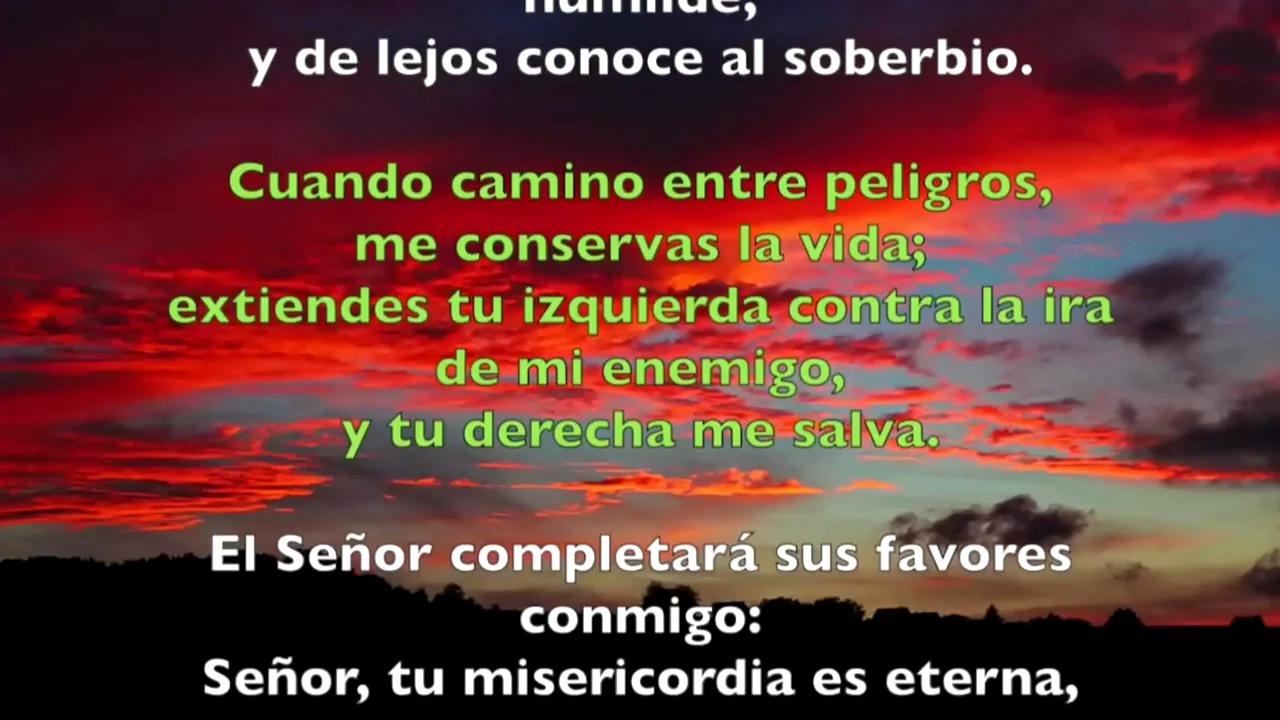 humilde,
y de lejos conoce al soberbio.
Cuando camino entre peligros,
me conservas la vida;
extiendes tu izquierda contra la ira
de mi enemigo,
y tu derecha me salva.
El Señor completará sus favores
conmigo:
Señor, tu misericordia es eterna,